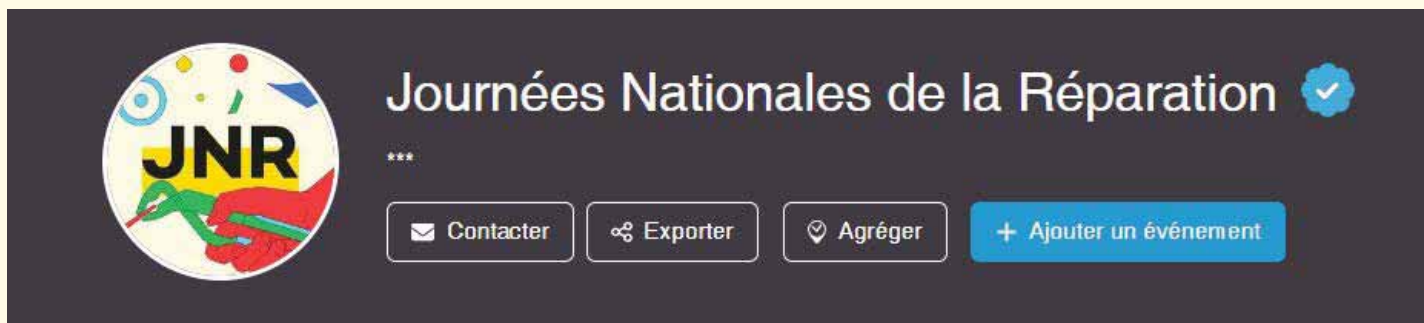 JNR
Journées Nationales de la Réparation
***
Contacter Exporter Agréger + Ajouter un événement